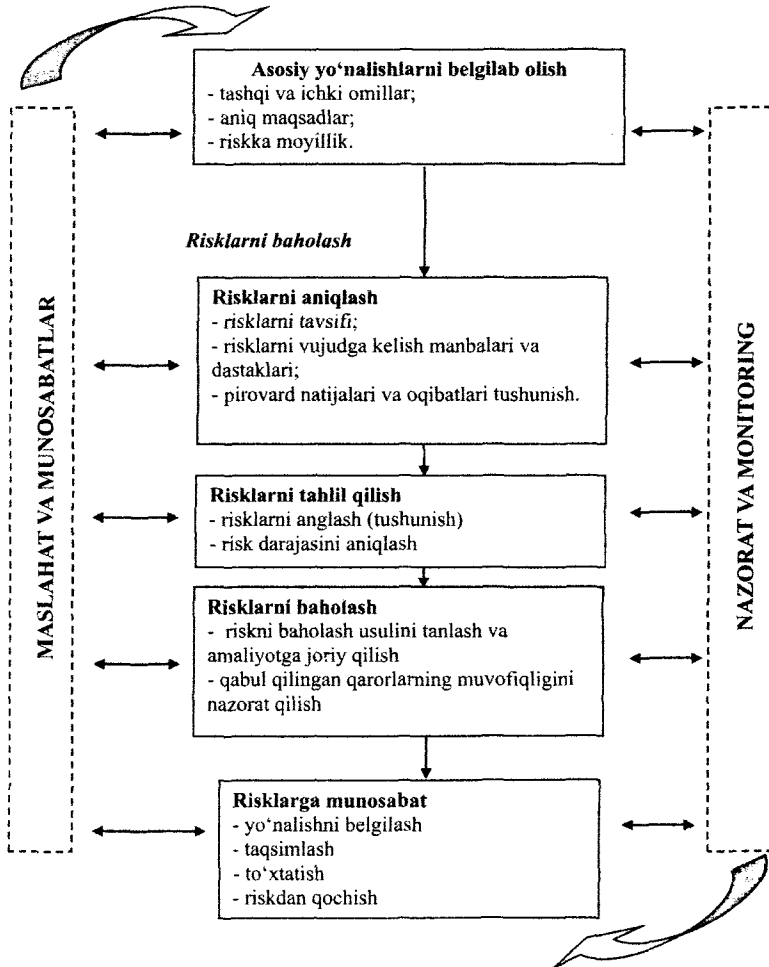 Asosiy yo‘nalishlarni belgilab olish
- tashqi va ichki omillar;
- aniq maqsadlar;
- riskka moyillik.
Risklarni baholash
Risklarni aniqlash
- risklarni tavsifi;
- risklarni vujudga kelish manbalari va
dastaklari;
- pirovard natijalari va oqibatlari tushunish.
Risklarni tahlil qilish
- risklarni anglash (tushunish)
- risk darajasini aniqlash
Risklarni baholash
- riskni baholash usulini tanlash va
amaliyotga joriy qilish
- qabul qilingan qarorlarning muvofiqligini
nazorat qilish
Risklarga munosabat
- yo‘nalishni belgilash
- taqsimlash
- to‘xtatish
- riskdan qochish
MASLAHAT VA MUNOSABATLAR
NAZORAT VA MONITORING